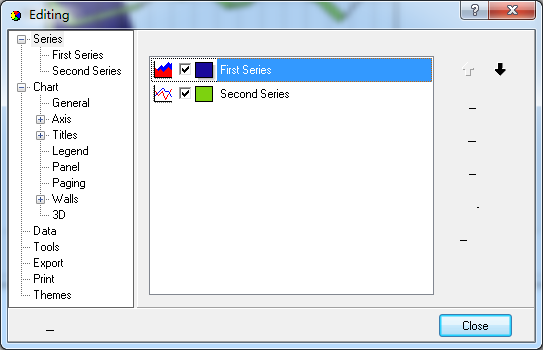 Editing
Series
First Series
Second Series
Chart
General
Axis
Titles
Legend
Panel
Paging
Walls
3D
Data
Tools
Export
Print
Themes
First Series
Second Series
Close